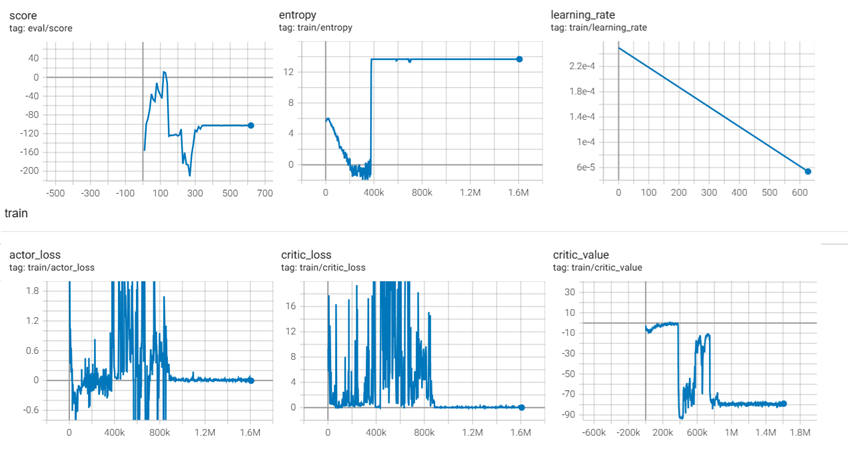 score
tag: eval/score
40
0
-40
-80
-120
-160
-200
-500 -300 -100 100 300 500 700
entropy
tag: train/entropy
12
8
4
0
0 400k 800k 1.2M 1.6M
learning_rate
tag: train/learning_rate
2.2e-4
1.8e-4
1.4e-4
1e-4
6e-5
0 100 200 300 400 500 600
train
actor_loss
tag: train/actor_loss
1.8
1.2
0.6
0
-0.6
0 400k 800k 1.2M 1.6M
critic_loss
tag: train/critic_loss
16
12
8
4
0
0 400k 800k 1.2M 1.6M
critic_value
tag: train/critic_value
30
10
-10
-30
-50
-70
-90
-600k -200k 200k 600k 1M 1.4M 1.8M